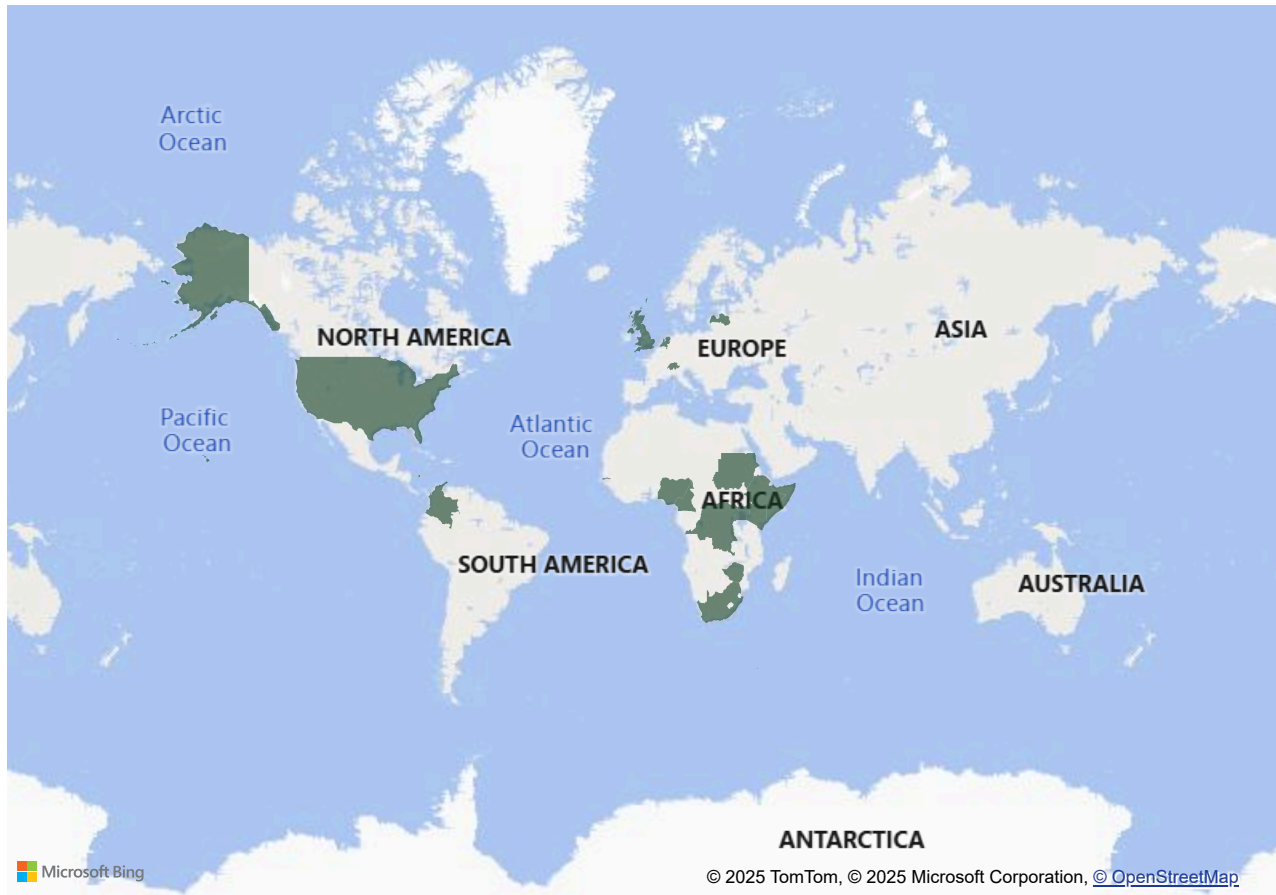 Arctic
Ocean
NORTH AMERICA
EUROPE
ASIA
Pacific
Ocean
Atlantic
Ocean
AFRICA
SOUTH AMERICA
Indian
Ocean
AUSTRALIA
ANTARCTICA
Microsoft Bing
© 2025 TomTom, © 2025 Microsoft Corporation, © OpenStreetMap